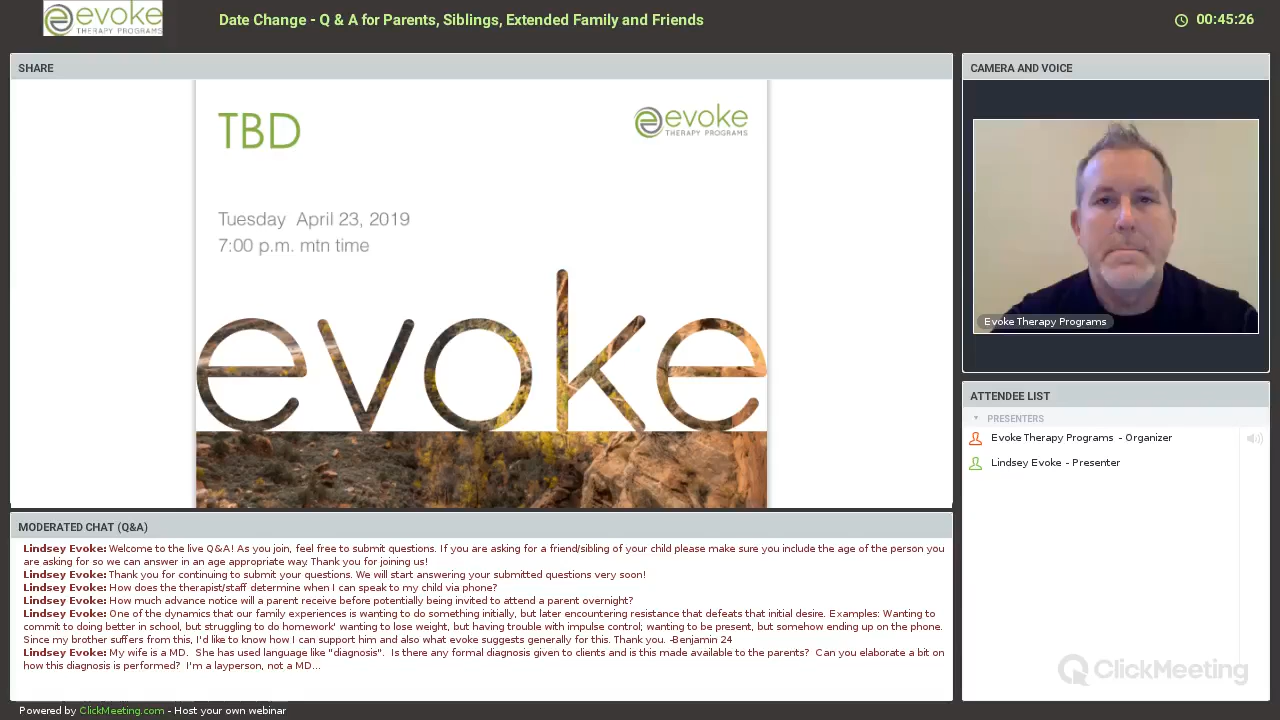 evoke
THERAPY PROGRAMS
Date Change - Q & A for Parents, Siblings, Extended Family and Friends
00:45:26
SHARE
TBD
evoke
THERAPY PROGRAMS
Tuesday April 23, 2019
7:00 p.m. mtn time
evoke
CAMERA AND VOICE
Evoke Therapy Programs
ATTENDEE LIST
PRESENTERS
Evoke Therapy Programs - Organizer
Lindsey Evoke - Presenter
MODERATED CHAT (Q&A)
Lindsey Evoke: Welcome to the live Q&A! As you join, feel free to submit questions. If you are asking for a friend/sibling of your child please make sure you include the age of the person you
are asking for so we can answer in an age appropriate way. Thank you for joining us!
Lindsey Evoke: Thank you for continuing to submit your questions. We will start answering your submitted questions very soon!
Lindsey Evoke: How does the therapist/staff determine when I can speak to my child via phone?
Lindsey Evoke: How much advance notice will a parent receive before potentially being invited to attend a parent overnight?
Lindsey Evoke: One of the dynamics that our family experiences is wanting to do something initially, but later encountering resistance that defeats that initial desire. Examples: Wanting to
commit to doing better in school, but struggling to do homework' wanting to lose weight, but having trouble with impulse control; wanting to be present, but somehow ending up on the phone.
Since my brother suffers from this, I'd like to know how I can support him and also what evoke suggests generally for this. Thank you. -Benjamin 24
Lindsey Evoke: My wife is a MD. She has used language like "diagnosis". Is there any formal diagnosis given to clients and is this made available to the parents? Can you elaborate a bit on
how this diagnosis is performed? I'm a layperson, not a MD...
ClickMeeting
Powered by ClickMeeting.com - Host your own webinar